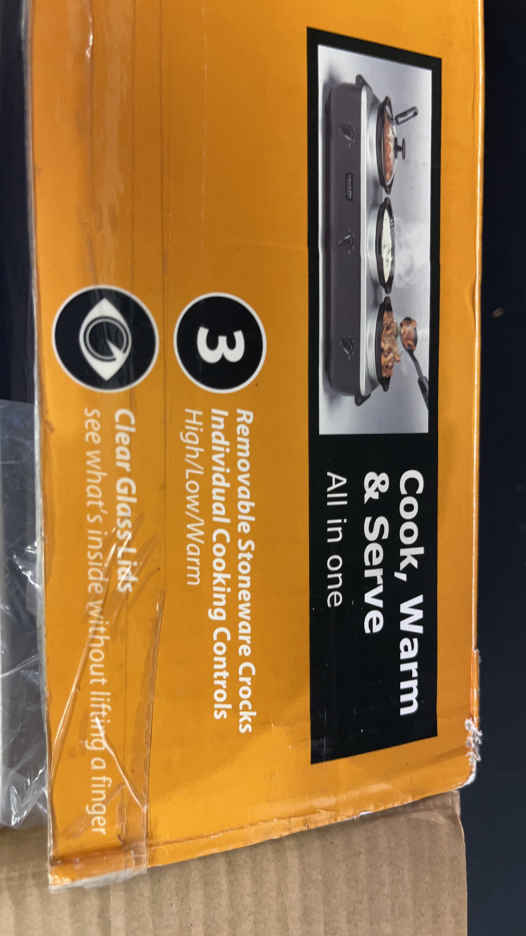 Cook, Warm
& Serve
All in one
3
Removable Stoneware Crocks
Individual Cooking Controls
High/Low/Warm
Clear Glass Lids
see what's inside without lifting a finger